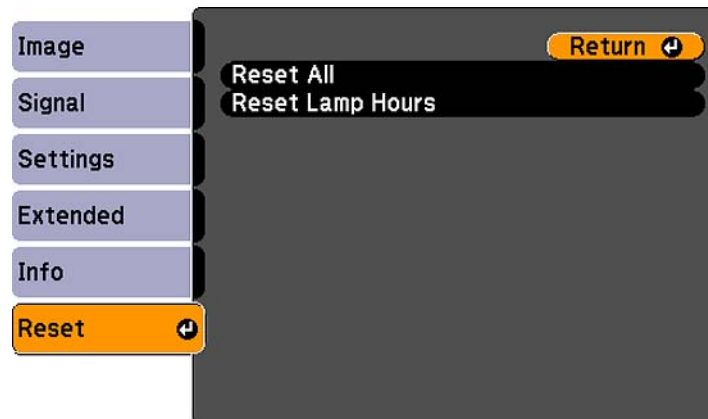 Image
Signal
Settings
Extended
Info
Reset
Return
Reset All
Reset Lamp Hours